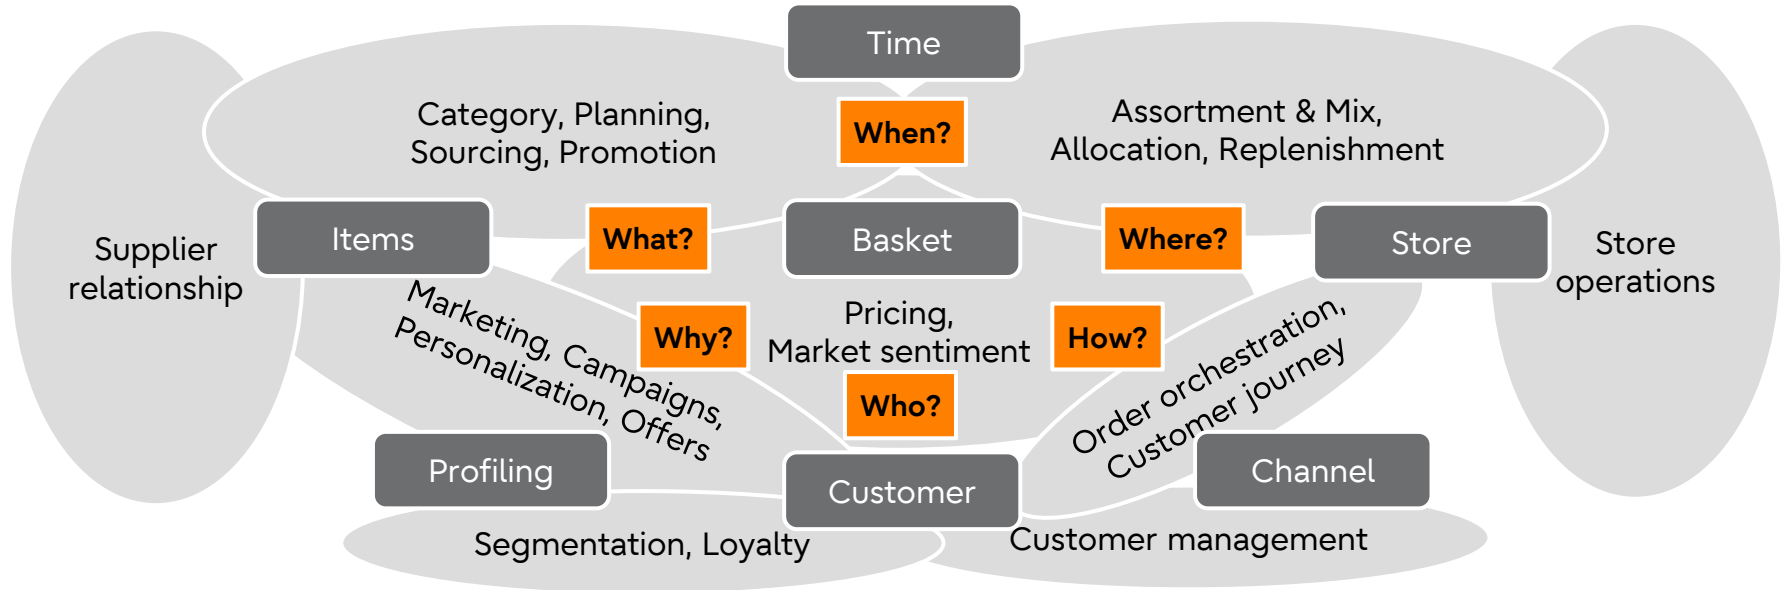 Time
Category, Planning,
Sourcing, Promotion
When?
Assortment & Mix,
Allocation, Replenishment
Supplier
relationship
Items
What?
Basket
Where?
Store
Store
operations
Marketing, Campaigns,
Personalization, Offers
Why?
Pricing,
Market sentiment
How?
Order orchestration,
Customer journey
Who?
Profiling
Customer
Channel
Segmentation, Loyalty
Customer management